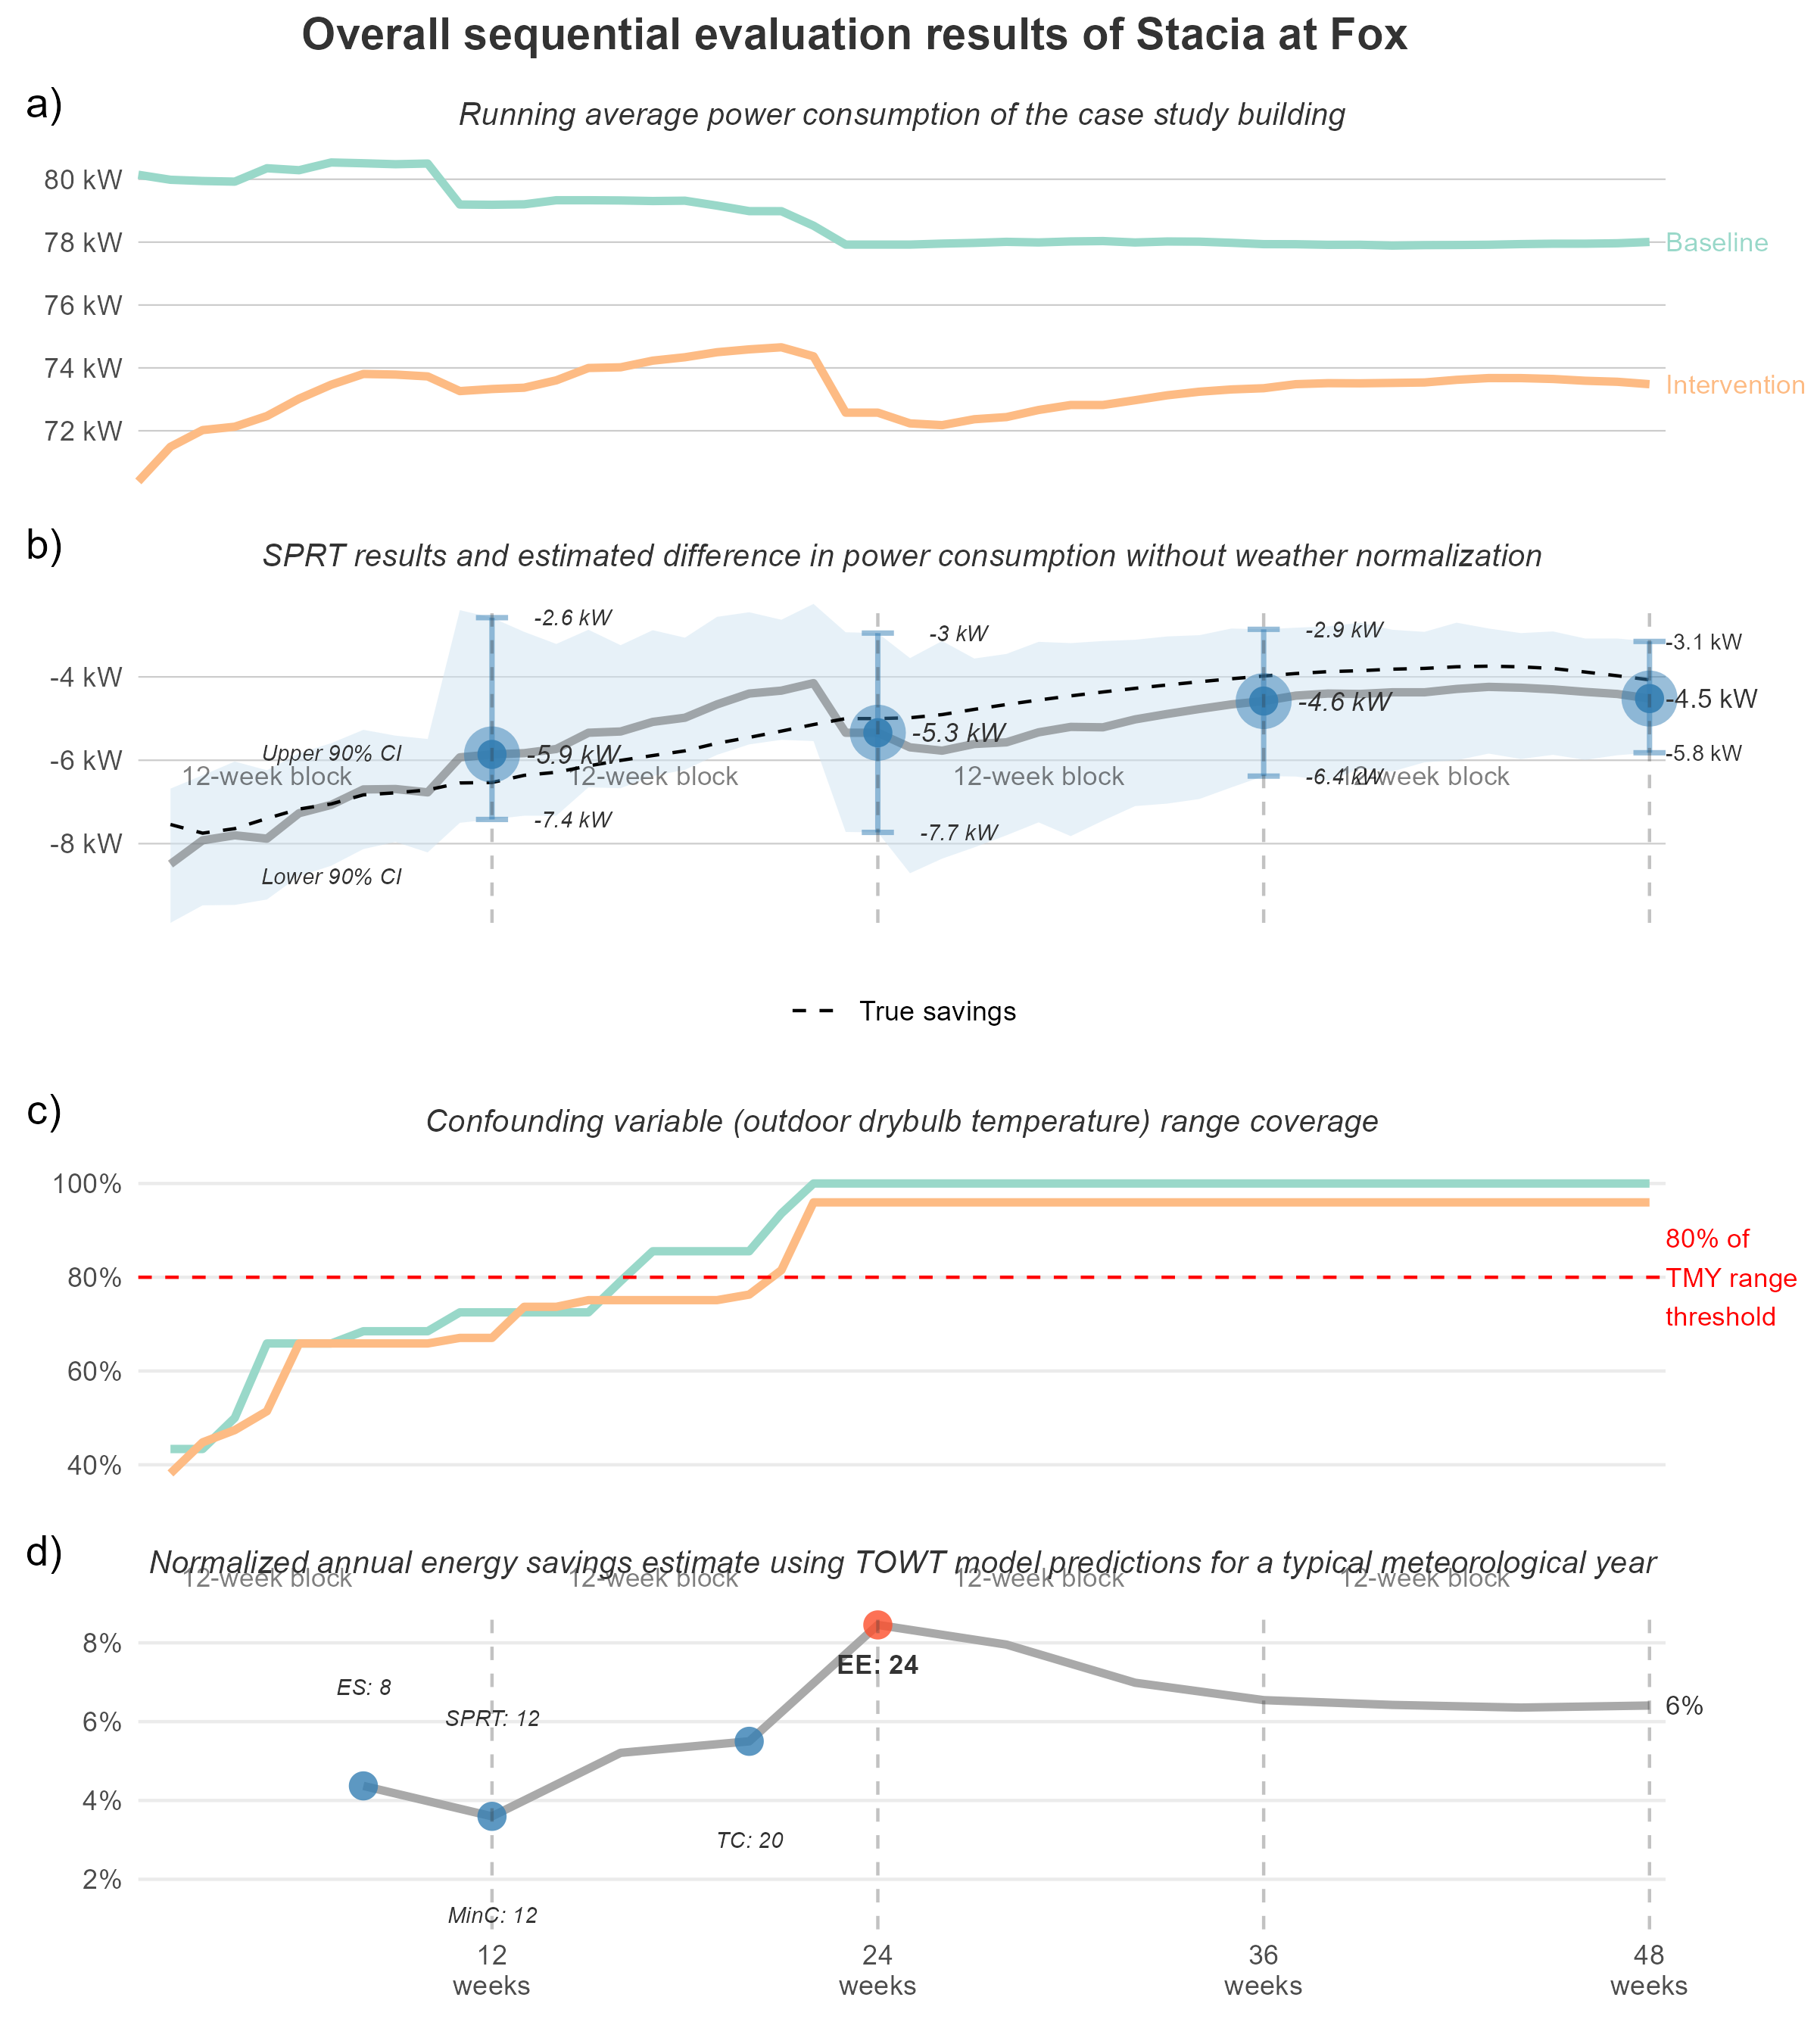 Overall sequential evaluation results of Stacia at Fox
a)
Running average power consumption of the case study building
80 kW
78 kW
Baseline
76 kW
74 kW
Intervention
72 kW
b)
SPRT results and estimated difference in power consumption without weather normalization
-2.6 kW
-3 kW
-2.9 kW
-3.1 kW
-4 kW
-4.6 kW
-4.5 kW
-5.3 kW
Upper 90% CI
-5.9 kW
-5.8 kW
-6 kW
12-week block
12-week block
12-week block
-6.4 kW
12-week block
-7.4 kW
-7.7 kW
-8 kW
Lower 90% CI
True savings
c)
Confounding variable (outdoor drybulb temperature) range coverage
100%
80%
60%
40%
80% of
TMY range
threshold
d)
Normalized annual energy savings estimate using TOWT model predictions for a typical meteorological year
12-week block
12-week block
12-week block
12-week block
8%
EE: 24
ES: 8
6%
SPRT: 12
6%
4%
TC: 20
2%
MinC: 12
12
weeks
24
weeks
36
weeks
48
weeks